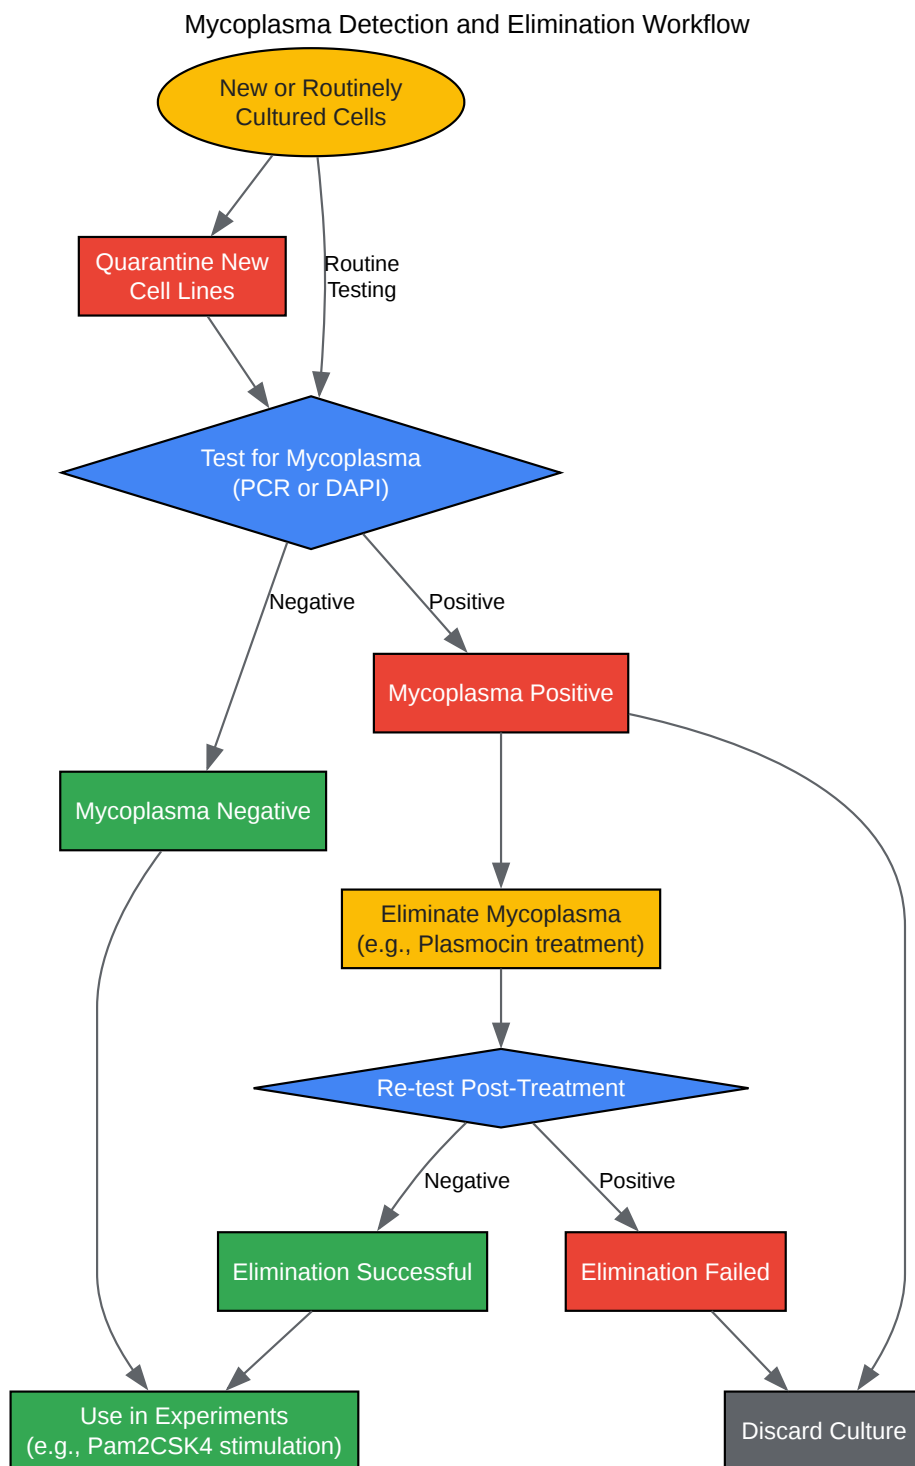 Mycoplasma Detection and Elimination Workflow
New or Routinely
Cultured Cells
Quarantine New
Cell Lines
Routine
Testing
Test for Mycoplasma
(PCR or DAPI)
Negative
Positive
Mycoplasma Positive
Mycoplasma Negative
Eliminate Mycoplasma
(e.g., Plasmocin treatment)
Re-test Post-Treatment
Negative
Positive
Elimination Successful
Elimination Failed
Use in Experiments
(e.g., Pam2CSK4 stimulation)
Discard Culture